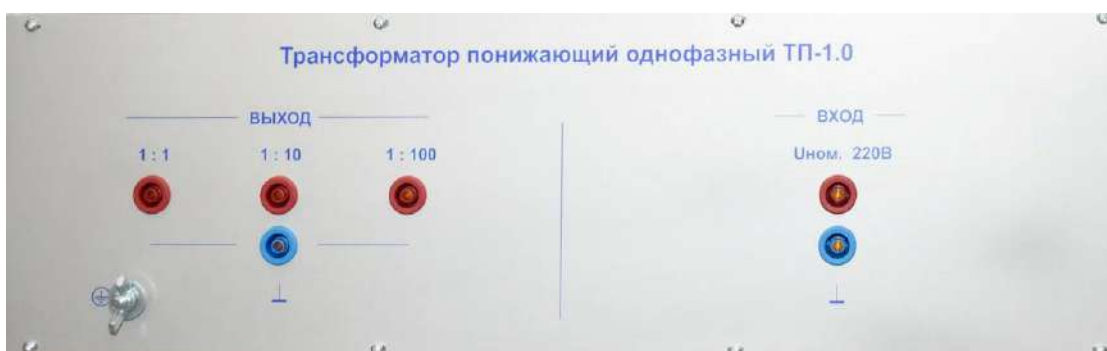 Трансформатор понижающий однофазный ТП-1.0
ВЫХОД
1 : 1 1 : 10 1 : 100
ВХОД
Uном. 220В